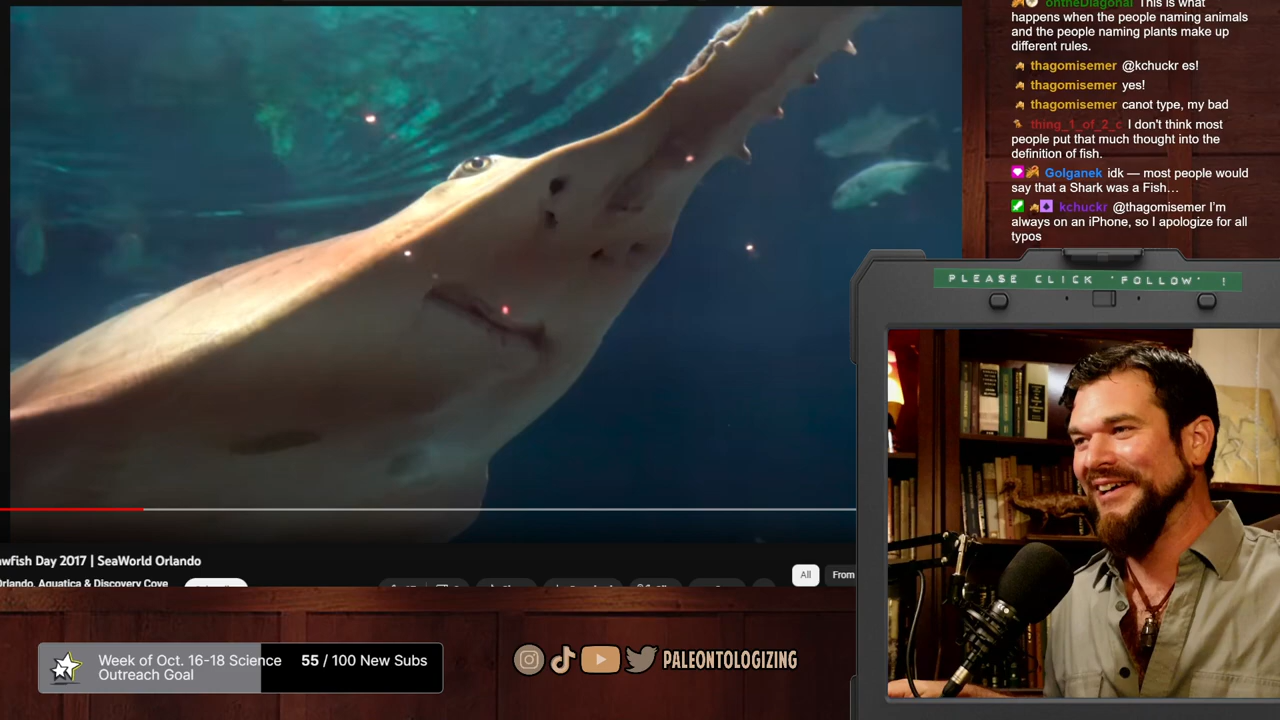 ontheDiagonal This is what
happens when the people naming animals
and the people naming plants make up
different rules.
thagomisemer @kchuckr es!
thagomisemer yes!
thagomisemer canot type, my bad
thing_1_of_2_c I don't think most
people put that much thought into the
definition of fish.
Golganek idk — most people would
say that a Shark was a Fish…
kchuckr @thagomisemer I'm
always on an iPhone, so I apologize for all
typos
PLEASE CLICK 'FOLLOW' !
wfish Day 2017 | SeaWorld Orlando
Orlando, Aquatica & Discovery Cove
All From
Week of Oct. 16-18 Science 55 / 100 New Subs
Outreach Goal
PALEONTOLOGIZING